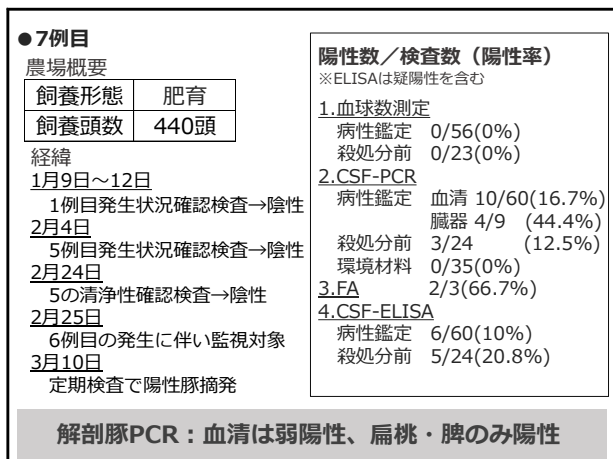 ●7例目
農場概要
飼養形態 肥育
飼養頭数 440頭
経緯
1月9日～12日
1例目発生状況確認検査→陰性
2月4日
5例目発生状況確認検査→陰性
2月24日
5の清浄性確認検査→陰性
2月25日
6例目の発生に伴い監視対象
3月10日
定期検査で陽性豚摘発
陽性数／検査数（陽性率）
※ELISAは疑陽性を含む
1.血球数測定
病性鑑定 0/56(0%)
殺処分前 0/23(0%)
2.CSF-PCR
病性鑑定 血清 10/60(16.7%)
臓器 4/9 (44.4%)
殺処分前 3/24 (12.5%)
環境材料 0/35(0%)
3.FA 2/3(66.7%)
4.CSF-ELISA
病性鑑定 6/60(10%)
殺処分前 5/24(20.8%)
解剖豚PCR：血清は弱陽性、扁桃・脾のみ陽性